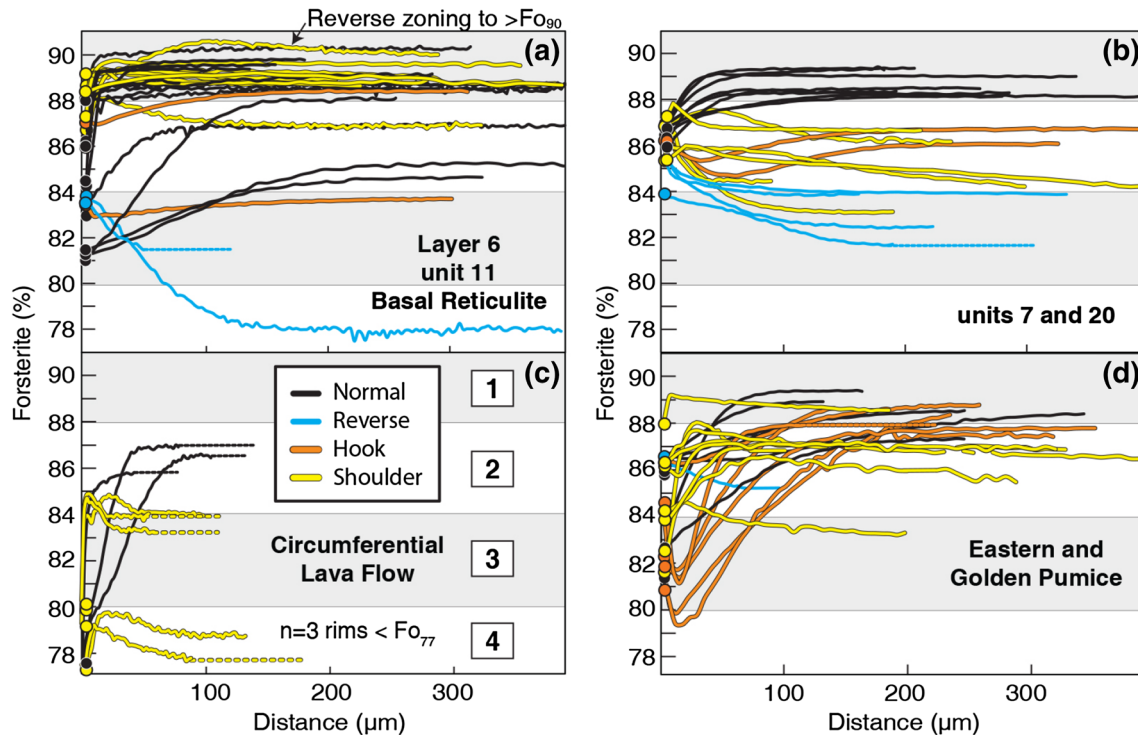 Reverse zoning to >Fo90
(a)
90
88
86
84
82
80
78
Forsterite (%)
Layer 6
unit 11
Basal Reticulite
(b)
90
88
86
84
82
80
78
Forsterite (%)
units 7 and 20
(c)
90
88
86
84
82
80
78
Forsterite (%)
Normal
Reverse
Hook
Shoulder
1
2
3
4
Circumferential
Lava Flow
n=3 rims < Fo77
100
200
300
Distance (µm)
(d)
90
88
86
84
82
80
78
Forsterite (%)
Eastern and
Golden Pumice
100
200
300
Distance (µm)